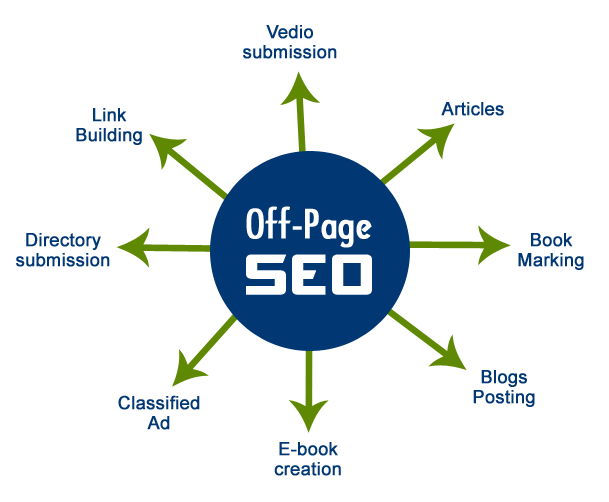 Vedio
submission
Articles
Link
Building
Off-Page
SEO
Directory
submission
Book
Marking
Blogs
Posting
Classified
Ad
E-book
creation